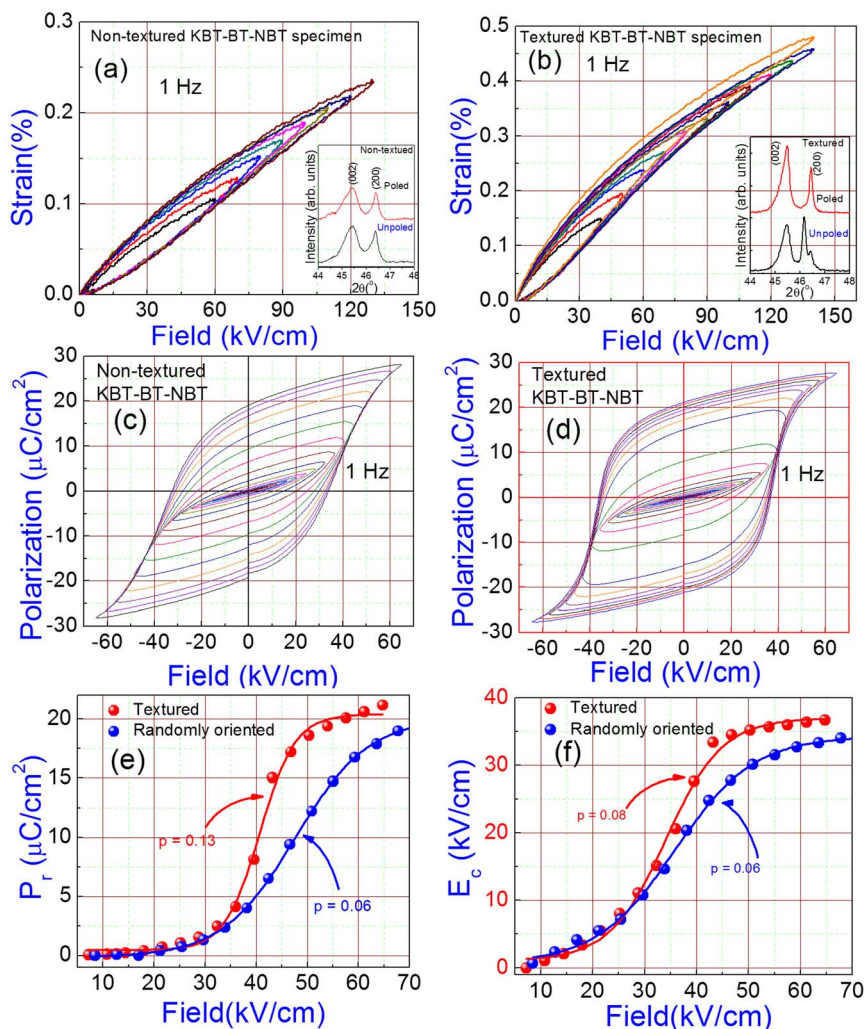 Non-textured KBT-BT-NBT specimen
(a)
1 Hz
Strain(%)
0.3
0.2
0.1
0.0
0 30 60 90 120 150
Field (kV/cm)
Non-textued
(002)
(200)
Poled
Unpoled
Intensity (arb. units)
44 45 46 47 48
2θ(°)
Textured KBT-BT-NBT specimen
(b)
1 Hz
Strain(%)
0.5
0.4
0.3
0.2
0.1
0.0
0 30 60 90 120 150
Field (kV/cm)
Textured
(002)
(200)
Poled
Unpoled
Intensity (arb. units)
44 45 46 47 48
2θ(°)
Non-textured
KBT-BT-NBT
(c)
1 Hz
Polarization (μC/cm²)
30
20
10
0
-10
-20
-30
-60 -40 -20 0 20 40 60
Field (kV/cm)
Textured
KBT-BT-NBT
(d)
1 Hz
Polarization (μC/cm²)
30
20
10
0
-10
-20
-30
-60 -40 -20 0 20 40 60
Field (kV/cm)
Textured
Randomly oriented
(e)
p = 0.13
p = 0.06
Pr (μC/cm²)
20
15
10
5
0
10 20 30 40 50 60 70
Field(kV/cm)
Textured
Randomly oriented
(f)
p = 0.08
p = 0.06
Ec (kV/cm)
40
30
20
10
0
10 20 30 40 50 60 70
Field(kV/cm)